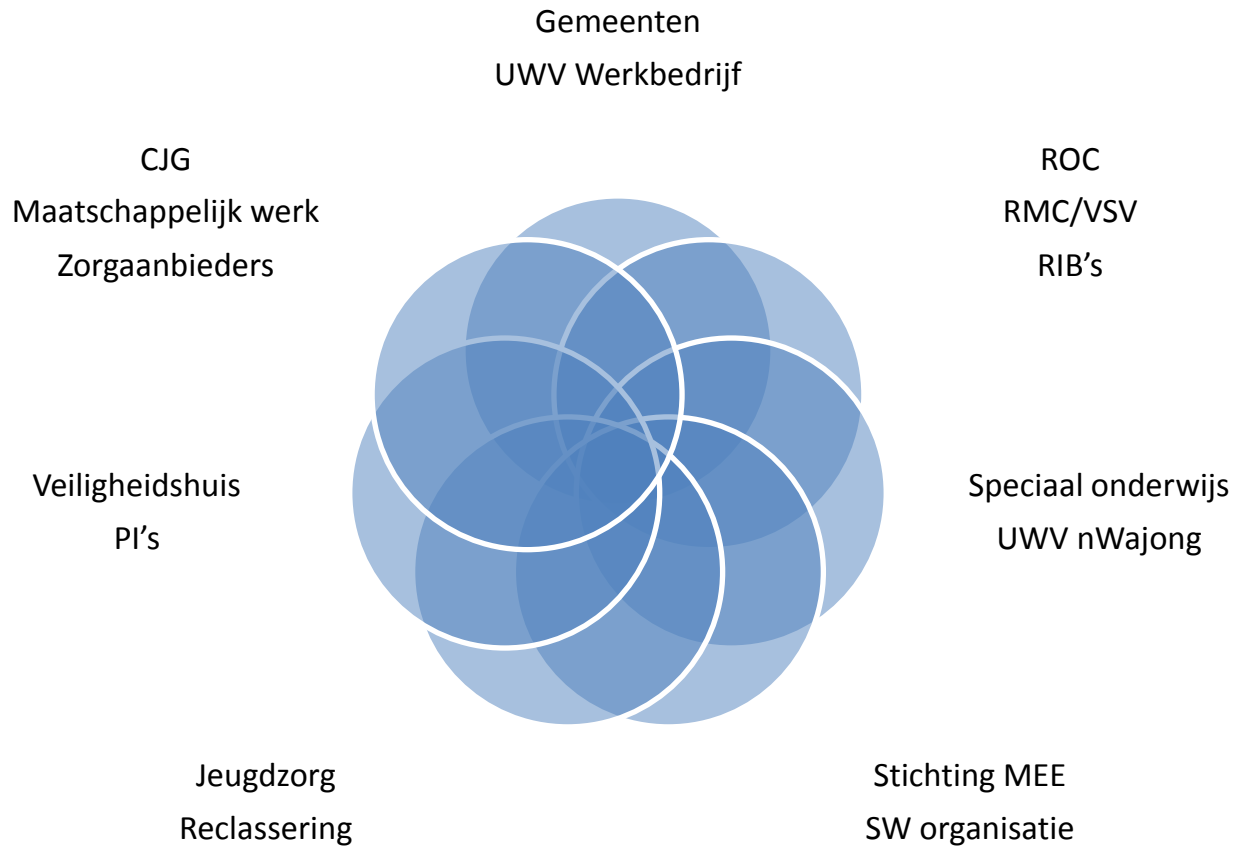 Gemeenten
UWV Werkbedrijf
CJG
Maatschappelijk werk
Zorgaanbieders
ROC
RMC/VSV
RIB’s
Veiligheidshuis
PI’s
Speciaal onderwijs
UWV nWajong
Jeugdzorg
Reclassering
Stichting MEE
SW organisatie